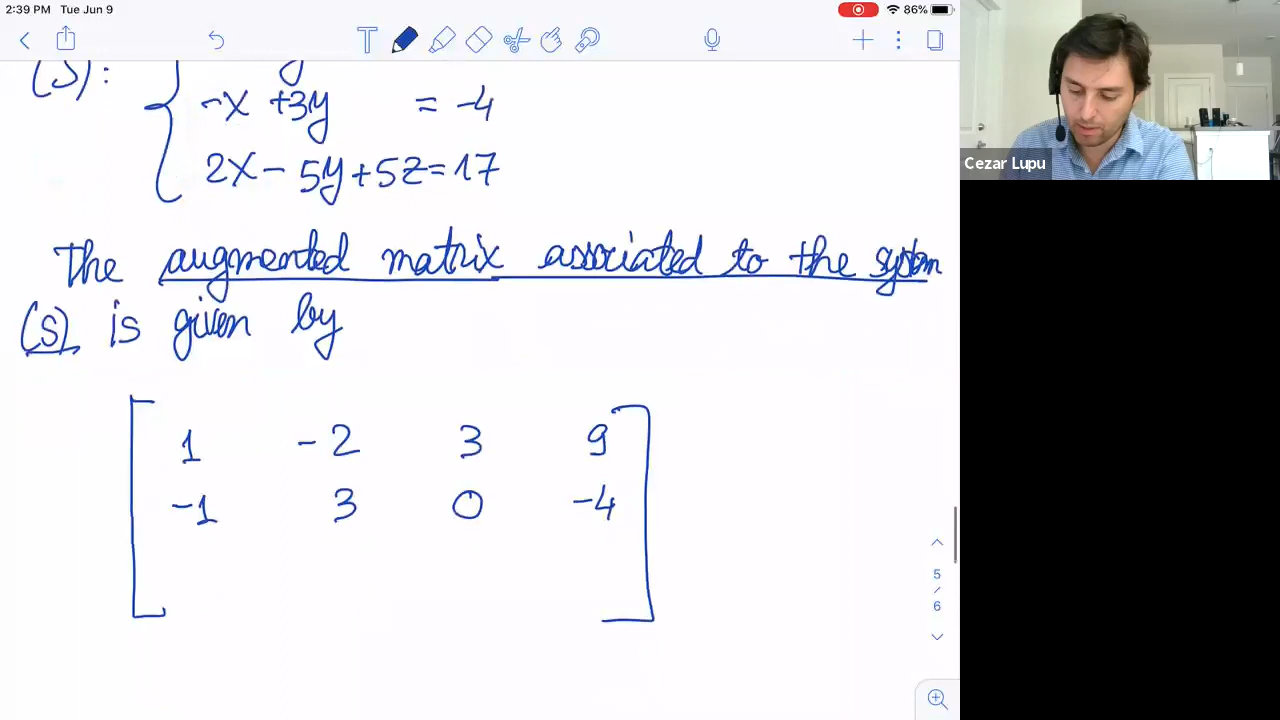 2:39 PM Tue Jun 9 86%
T
(S):
-x +3y = -4
2x - 5y + 5z = 17
Cezar Lupu
The augmented matrix associated to the system
(S) is given by
1 -2 3 9
-1 3 0 -4
5
/
6